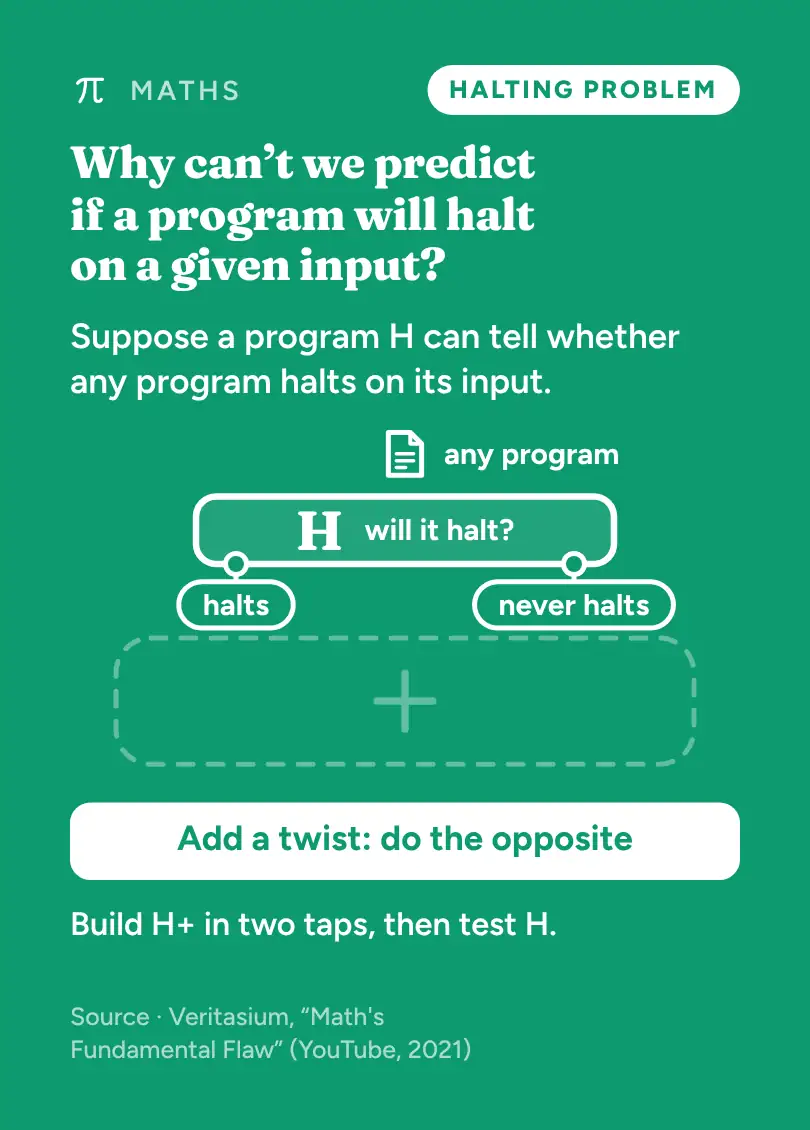 π MATHS
HALTING PROBLEM
Why can’t we predict
if a program will halt
on a given input?
Suppose a program H can tell whether
any program halts on its input.
any program
H will it halt?
halts
never halts
Add a twist: do the opposite
Build H+ in two taps, then test H.
Source · Veritasium, “Math's
Fundamental Flaw” (YouTube, 2021)